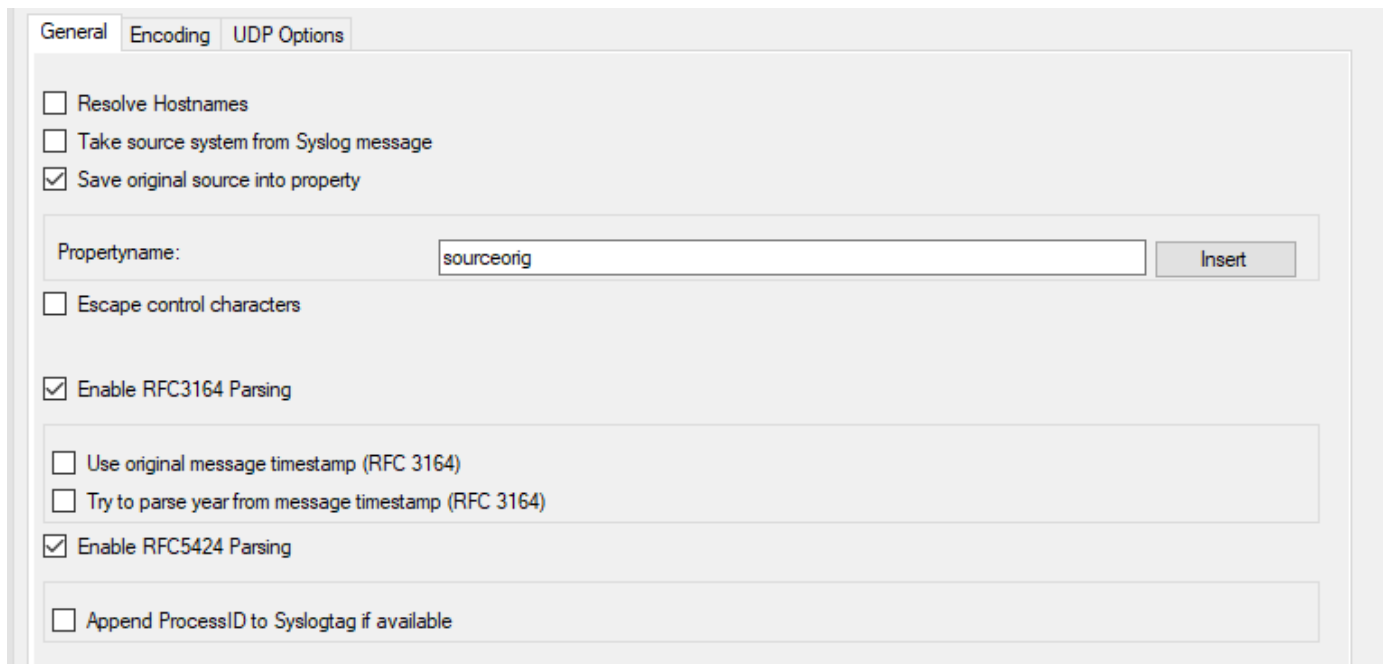 General Encoding UDP Options
Resolve Hostnames
Take source system from Syslog message
Save original source into property
Propertyname: sourceorig Insert
Escape control characters
Enable RFC3164 Parsing
Use original message timestamp (RFC 3164)
Try to parse year from message timestamp (RFC 3164)
Enable RFC5424 Parsing
Append ProcessID to Syslogtag if available